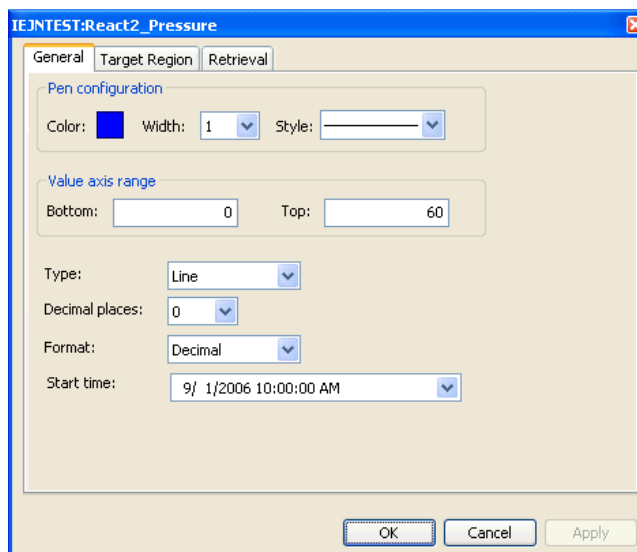 IEJNTEST:React2_Pressure
General Target Region Retrieval
Pen configuration
Color: Width: 1 Style:
Value axis range
Bottom: 0 Top: 60
Type: Line
Decimal places: 0
Format: Decimal
Start time: 9/ 1/2006 10:00:00 AM
OK Cancel Apply